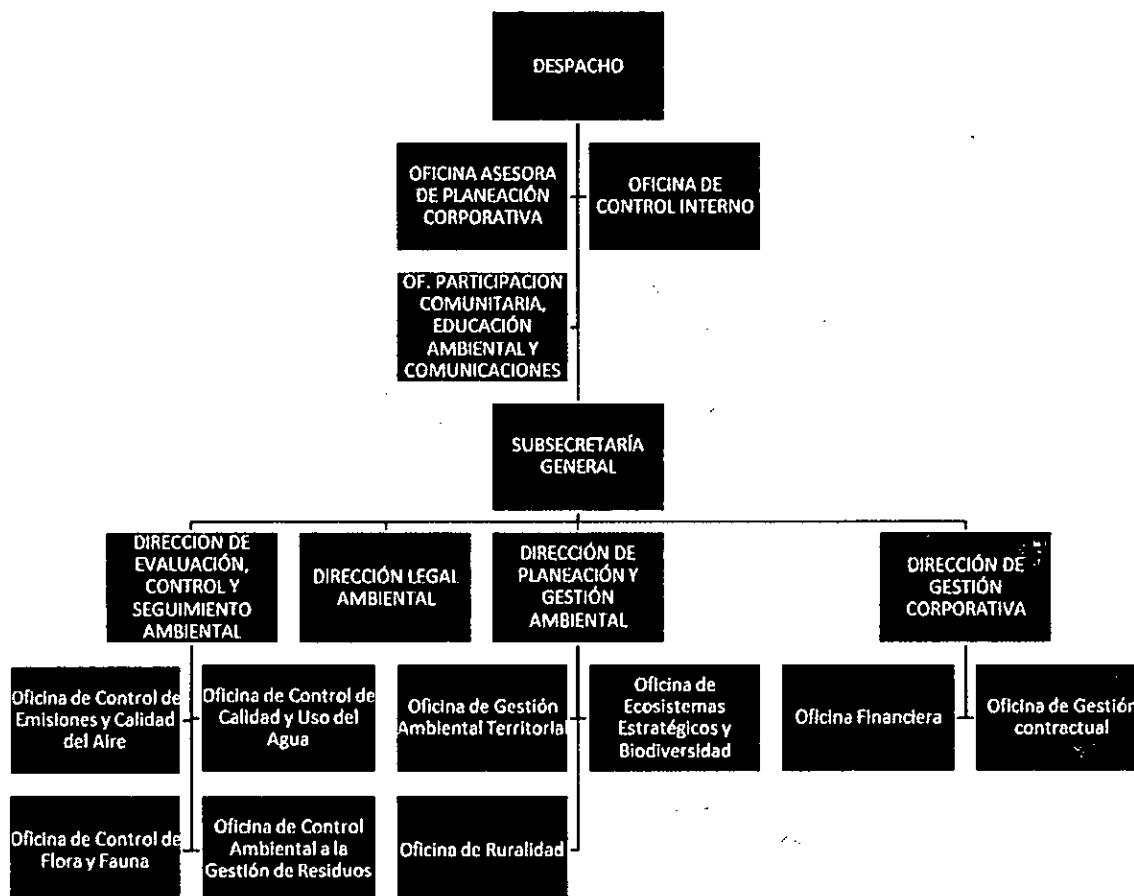 DESPACHO
OFICINA ASESORA
DE PLANEACIÓN
CORPORATIVA
OFICINA DE
CONTROL INTERNO
OF. PARTICIPACION
COMUNITARIA,
EDUCACIÓN
AMBIENTAL Y
COMUNICACIONES
SUBSECRETARÍA
GENERAL
DIRECCIÓN DE
EVALUACIÓN,
CONTROL Y
SEGUIMIENTO
AMBIENTAL
DIRECCIÓN LEGAL
AMBIENTAL
DIRECCIÓN DE
PLANEACIÓN Y
GESTIÓN
AMBIENTAL
DIRECCIÓN DE
GESTIÓN
CORPORATIVA
Oficina de Control de
Emisiones y Calidad
del Aire
Oficina de Control de
Calidad y Uso del
Agua
Oficina de Gestión
Ambiental Territorial
Oficina de
Ecosistemas
Estratégicos y
Biodiversidad
Oficina Financiera
Oficina de Gestión
contractual
Oficina de Control de
Flora y Fauna
Oficina de Control
Ambiental a la
Gestión de Residuos
Oficina de Ruralidad